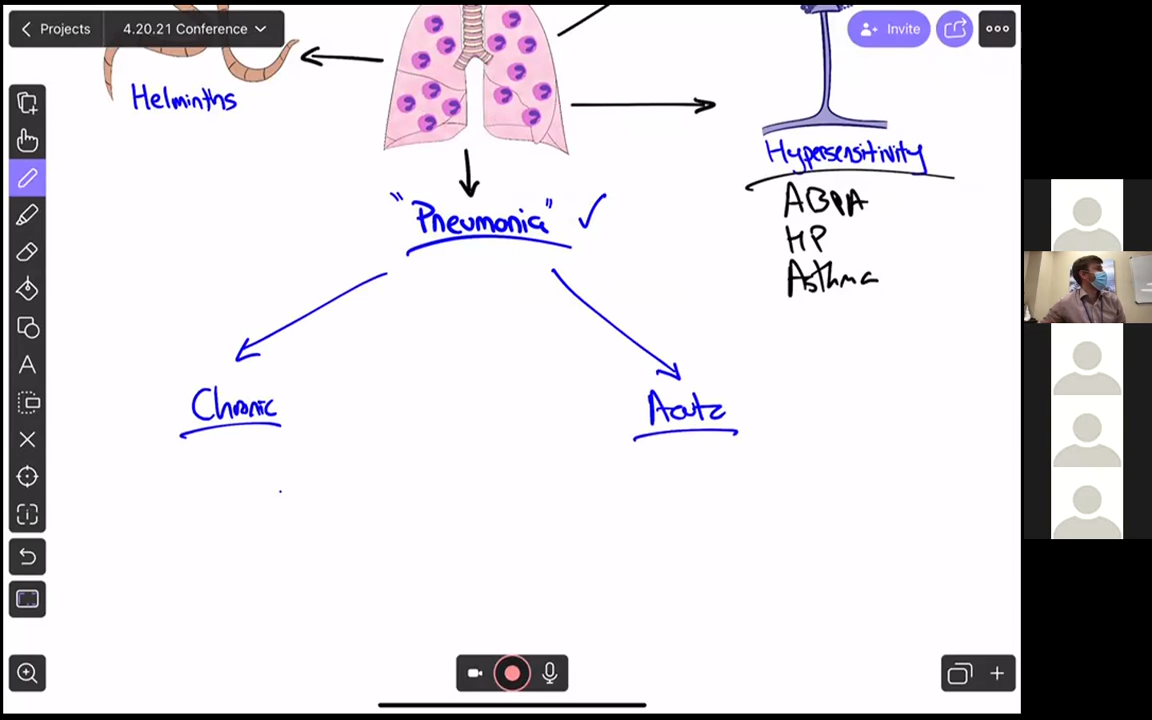 Projects
4.20.21 Conference
Invite
Helminths
Hypersensitivity
ABPA
HP
Asthma
"Pneumonia" ✓
Chronic
Acute
A